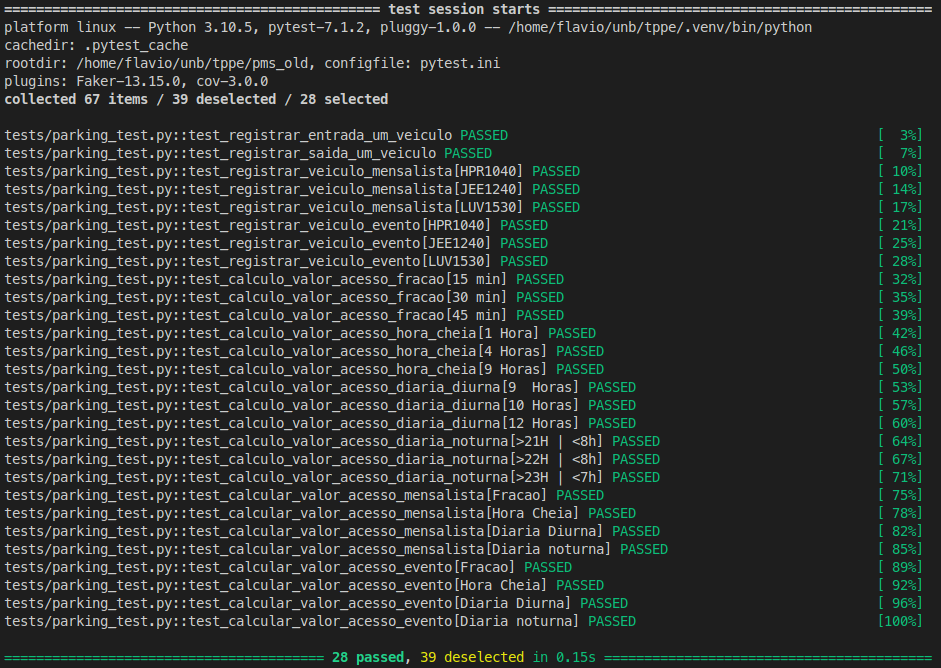 ============================================== test session starts ===============================================
platform linux -- Python 3.10.5, pytest-7.1.2, pluggy-1.0.0 -- /home/flavio/unb/tppe/.venv/bin/python
cachedir: .pytest_cache
rootdir: /home/flavio/unb/tppe/pms_old, configfile: pytest.ini
plugins: Faker-13.15.0, cov-3.0.0
collected 67 items / 39 deselected / 28 selected
tests/parking_test.py::test_registrar_entrada_um_veiculo PASSED [  3%]
tests/parking_test.py::test_registrar_saida_um_veiculo PASSED [  7%]
tests/parking_test.py::test_registrar_veiculo_mensalista[HPR1040] PASSED [ 10%]
tests/parking_test.py::test_registrar_veiculo_mensalista[JEE1240] PASSED [ 14%]
tests/parking_test.py::test_registrar_veiculo_mensalista[LUV1530] PASSED [ 17%]
tests/parking_test.py::test_registrar_veiculo_evento[HPR1040] PASSED [ 21%]
tests/parking_test.py::test_registrar_veiculo_evento[JEE1240] PASSED [ 25%]
tests/parking_test.py::test_registrar_veiculo_evento[LUV1530] PASSED [ 28%]
tests/parking_test.py::test_calculo_valor_acesso_fracao[15 min] PASSED [ 32%]
tests/parking_test.py::test_calculo_valor_acesso_fracao[30 min] PASSED [ 35%]
tests/parking_test.py::test_calculo_valor_acesso_fracao[45 min] PASSED [ 39%]
tests/parking_test.py::test_calculo_valor_acesso_hora_cheia[1 Hora] PASSED [ 42%]
tests/parking_test.py::test_calculo_valor_acesso_hora_cheia[4 Horas] PASSED [ 46%]
tests/parking_test.py::test_calculo_valor_acesso_hora_cheia[9 Horas] PASSED [ 50%]
tests/parking_test.py::test_calculo_valor_acesso_diaria_diurna[9  Horas] PASSED [ 53%]
tests/parking_test.py::test_calculo_valor_acesso_diaria_diurna[10 Horas] PASSED [ 57%]
tests/parking_test.py::test_calculo_valor_acesso_diaria_diurna[12 Horas] PASSED [ 60%]
tests/parking_test.py::test_calculo_valor_acesso_diaria_noturna[>21H | <8h] PASSED [ 64%]
tests/parking_test.py::test_calculo_valor_acesso_diaria_noturna[>22H | <8h] PASSED [ 67%]
tests/parking_test.py::test_calculo_valor_acesso_diaria_noturna[>23H | <7h] PASSED [ 71%]
tests/parking_test.py::test_calcular_valor_acesso_mensalista[Fracao] PASSED [ 75%]
tests/parking_test.py::test_calcular_valor_acesso_mensalista[Hora Cheia] PASSED [ 78%]
tests/parking_test.py::test_calcular_valor_acesso_mensalista[Diaria Diurna] PASSED [ 82%]
tests/parking_test.py::test_calcular_valor_acesso_mensalista[Diaria noturna] PASSED [ 85%]
tests/parking_test.py::test_calcular_valor_acesso_evento[Fracao] PASSED [ 89%]
tests/parking_test.py::test_calcular_valor_acesso_evento[Hora Cheia] PASSED [ 92%]
tests/parking_test.py::test_calcular_valor_acesso_evento[Diaria Diurna] PASSED [ 96%]
tests/parking_test.py::test_calcular_valor_acesso_evento[Diaria noturna] PASSED [100%]
======================================== 28 passed, 39 deselected in 0.15s =========================================